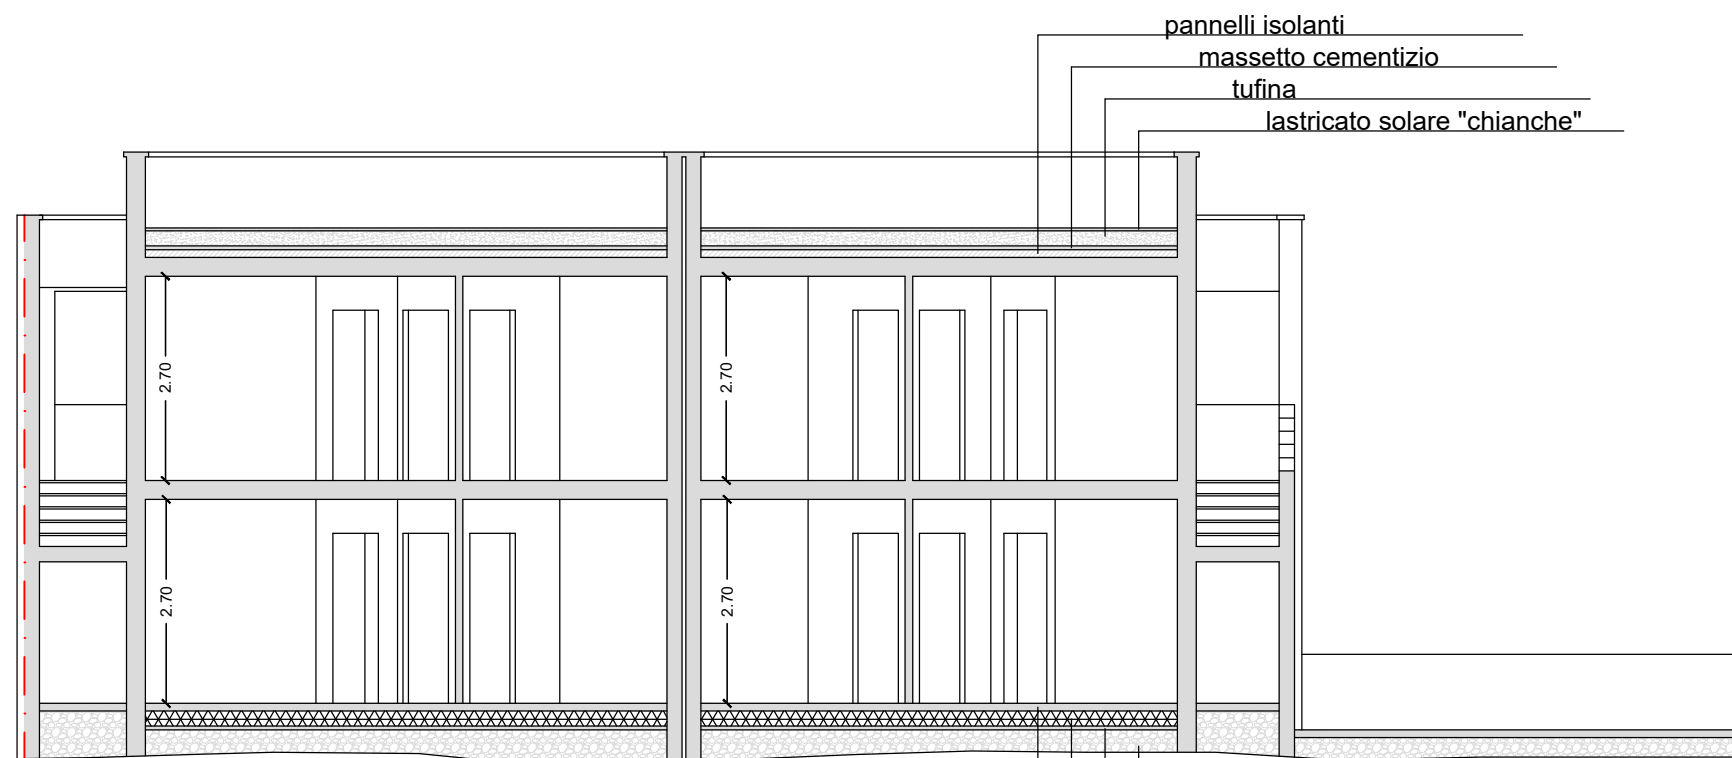 pannelli isolanti
massetto cementizio
tufina
lastricato solare "chianche"
2.70
2.70
2.70
2.70